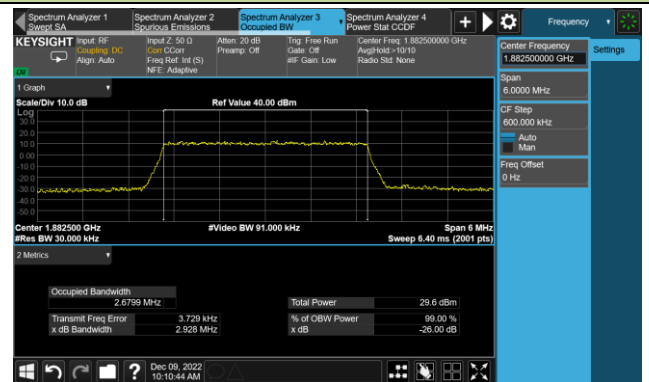 Spectrum Analyzer 1
Swept SA
Spectrum Analyzer 2
Spurious Emissions
Spectrum Analyzer 3
Occupied BW
Spectrum Analyzer 4
Power Stat CCDF
Frequency
KEYSIGHT
Input: RF
Coupling: DC
Align: Auto
Input Z: 50 Ω
Corr CCorr
Freq Ref: Int (S)
NFE: Adaptive
Atten: 20 dB
Preamp: Off
Trig: Free Run
Gate: Off
#IF Gain: Low
Center Freq: 1.882500000 GHz
Avg|Hold:>10/10
Radio Std: None
Center Frequency
1.882500000 GHz
Settings
Span
6.0000 MHz
CF Step
600.000 kHz
Auto
Man
Freq Offset
0 Hz
1 Graph
Scale/Div 10.0 dB
Ref Value 40.00 dBm
Log
30.0
20.0
10.0
0.00
-10.0
-20.0
-30.0
-40.0
-50.0
Center 1.882500 GHz
#Video BW 91.000 kHz
Span 6 MHz
#Res BW 30.000 kHz
Sweep 6.40 ms (2001 pts)
2 Metrics
Occupied Bandwidth
2.6799 MHz
Total Power 29.6 dBm
Transmit Freq Error 3.729 kHz
% of OBW Power 99.00 %
x dB Bandwidth 2.928 MHz
x dB -26.00 dB
?
Dec 09, 2022
10:10:44 AM